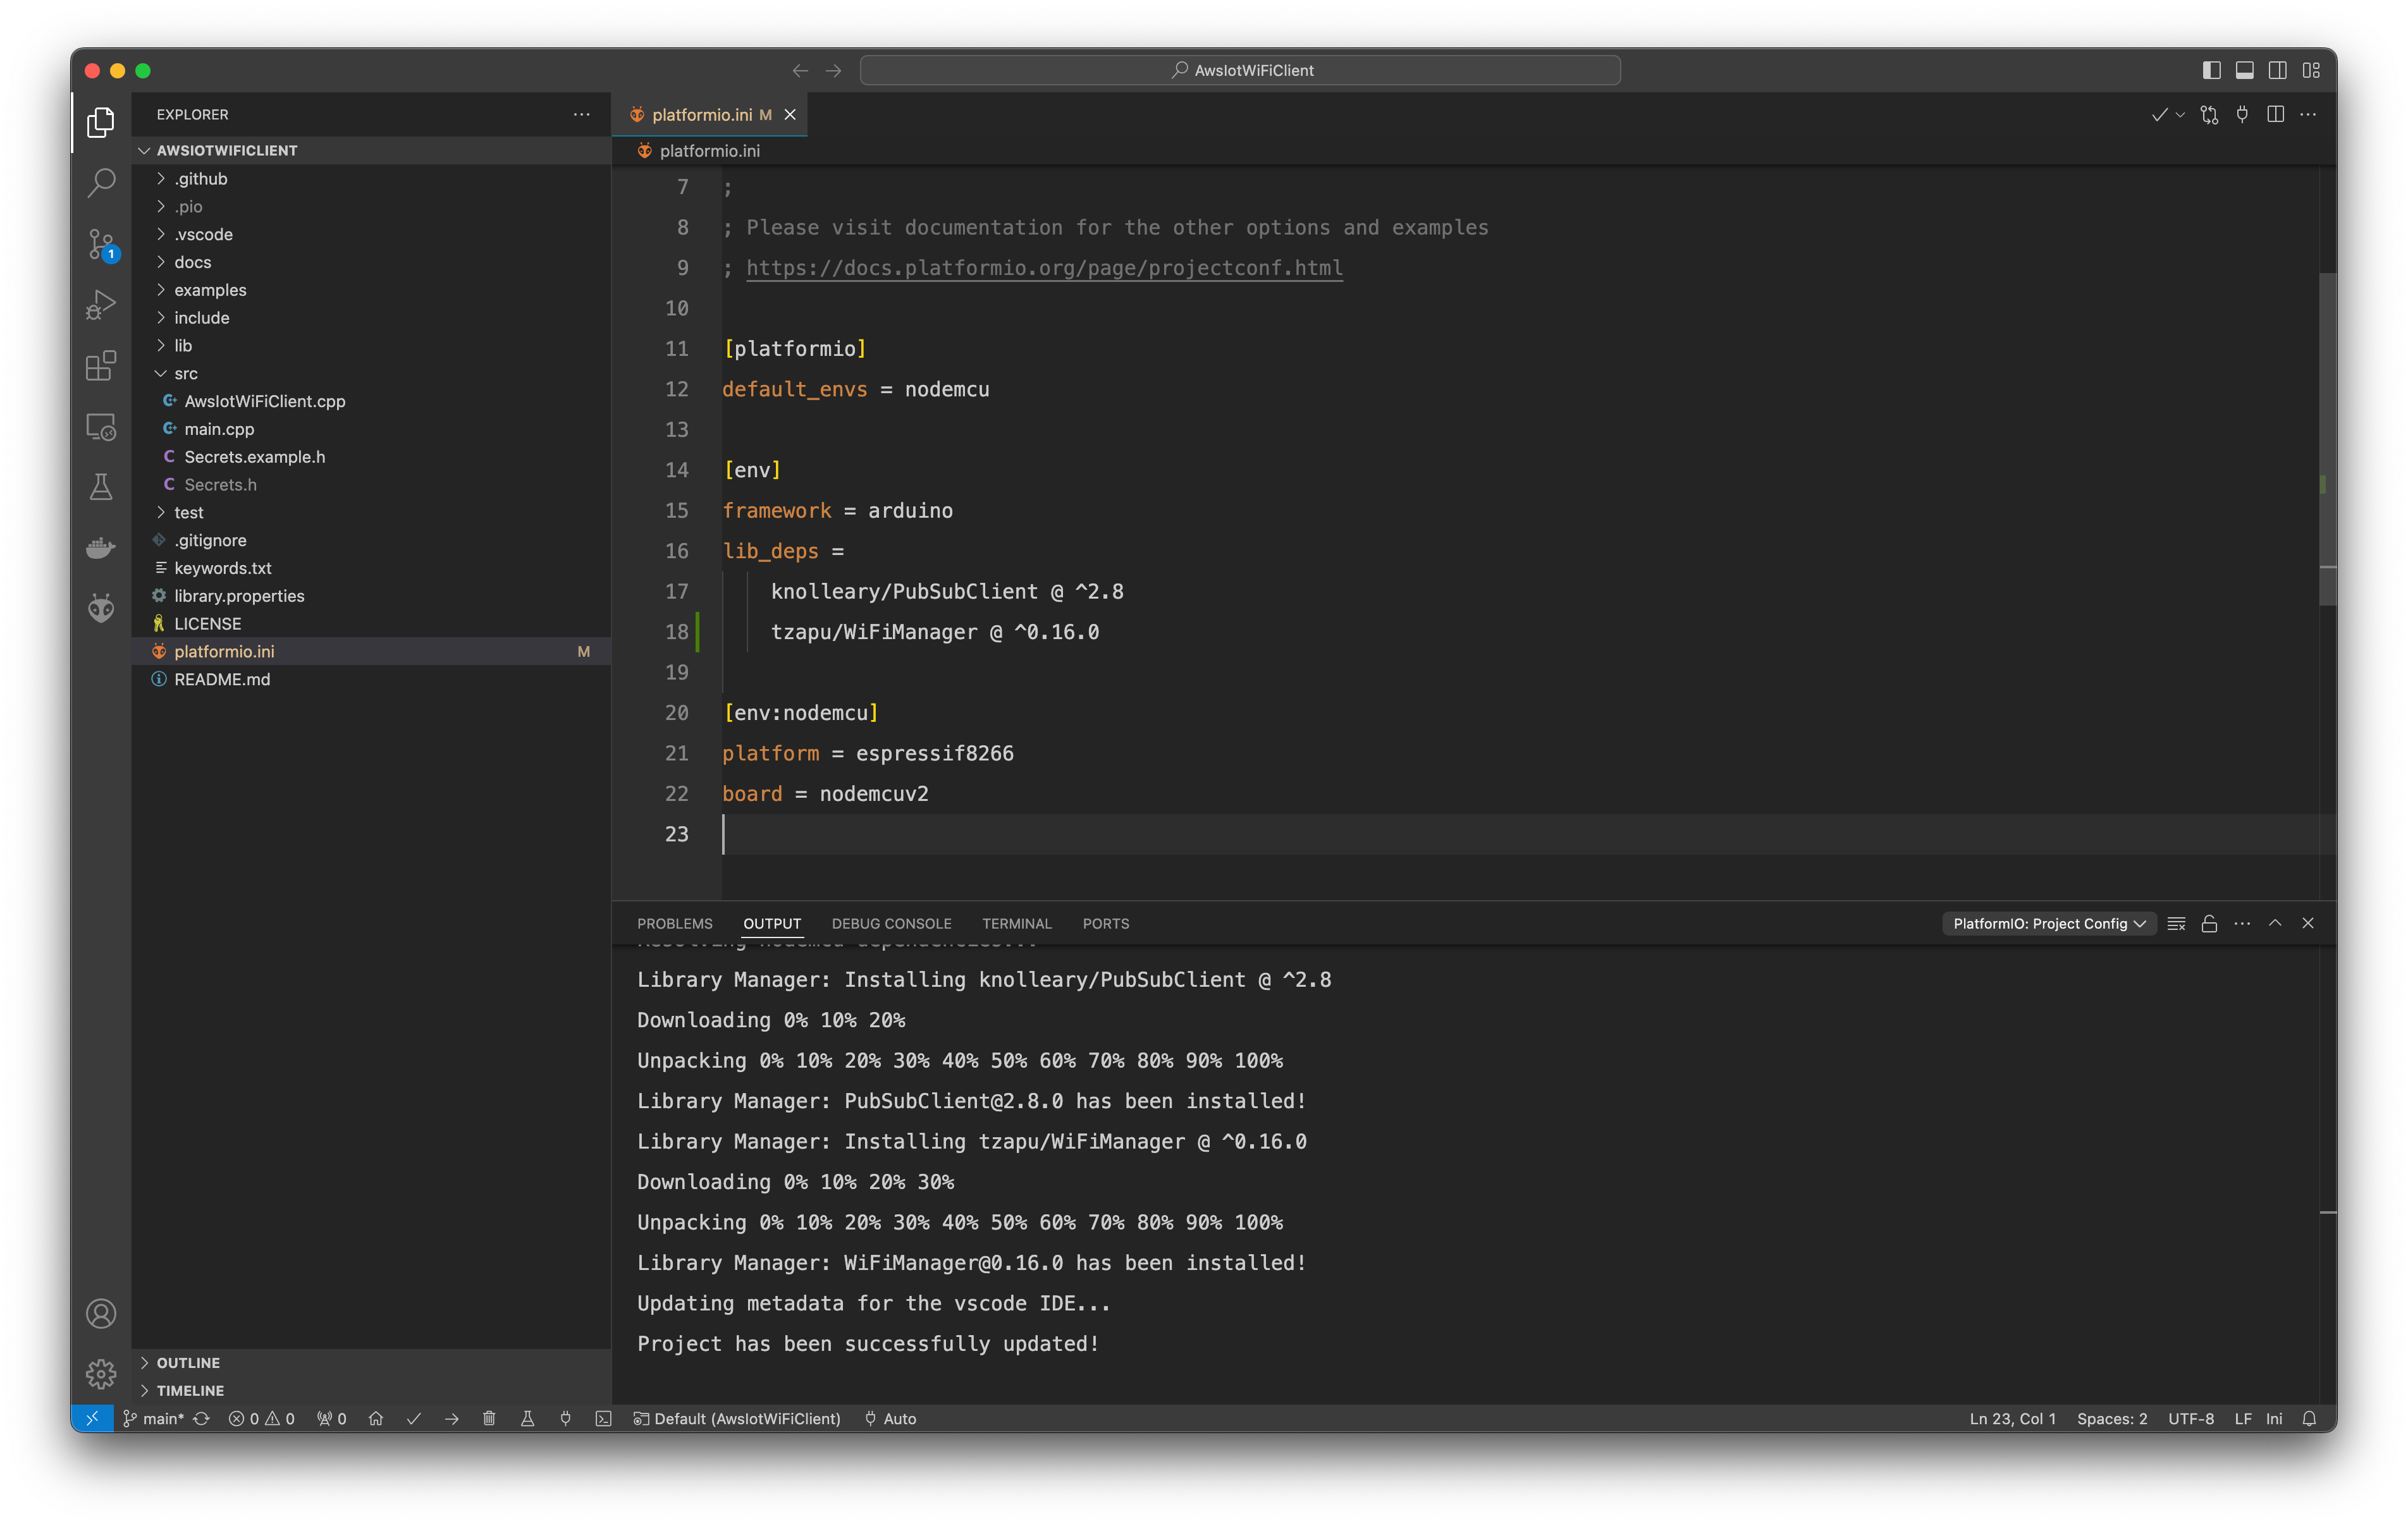 AwsIotWiFiClient
EXPLORER
AWSIOTWIFICLIENT
.github
.pio
.vscode
docs
examples
include
lib
src
AwsIotWiFiClient.cpp
main.cpp
Secrets.example.h
Secrets.h
test
.gitignore
keywords.txt
library.properties
LICENSE
platformio.ini M
README.md
OUTLINE
TIMELINE
1
platformio.ini M
platformio.ini
7 ;
8 ; Please visit documentation for the other options and examples
9 ; https://docs.platformio.org/page/projectconf.html
10
11 [platformio]
12 default_envs = nodemcu
13
14 [env]
15 framework = arduino
16 lib_deps =
17 knolleary/PubSubClient @ ^2.8
18 tzapu/WiFiManager @ ^0.16.0
19
20 [env:nodemcu]
21 platform = espressif8266
22 board = nodemcuv2
23
PROBLEMS OUTPUT DEBUG CONSOLE TERMINAL PORTS PlatformIO: Project Config
Resolving nodemcu dependencies...
Library Manager: Installing knolleary/PubSubClient @ ^2.8
Downloading 0% 10% 20%
Unpacking 0% 10% 20% 30% 40% 50% 60% 70% 80% 90% 100%
Library Manager: PubSubClient@2.8.0 has been installed!
Library Manager: Installing tzapu/WiFiManager @ ^0.16.0
Downloading 0% 10% 20% 30%
Unpacking 0% 10% 20% 30% 40% 50% 60% 70% 80% 90% 100%
Library Manager: WiFiManager@0.16.0 has been installed!
Updating metadata for the vscode IDE...
Project has been successfully updated!
main* 0 0 0 Default (AwsIotWiFiClient) Auto Ln 23, Col 1 Spaces: 2 UTF-8 LF Ini